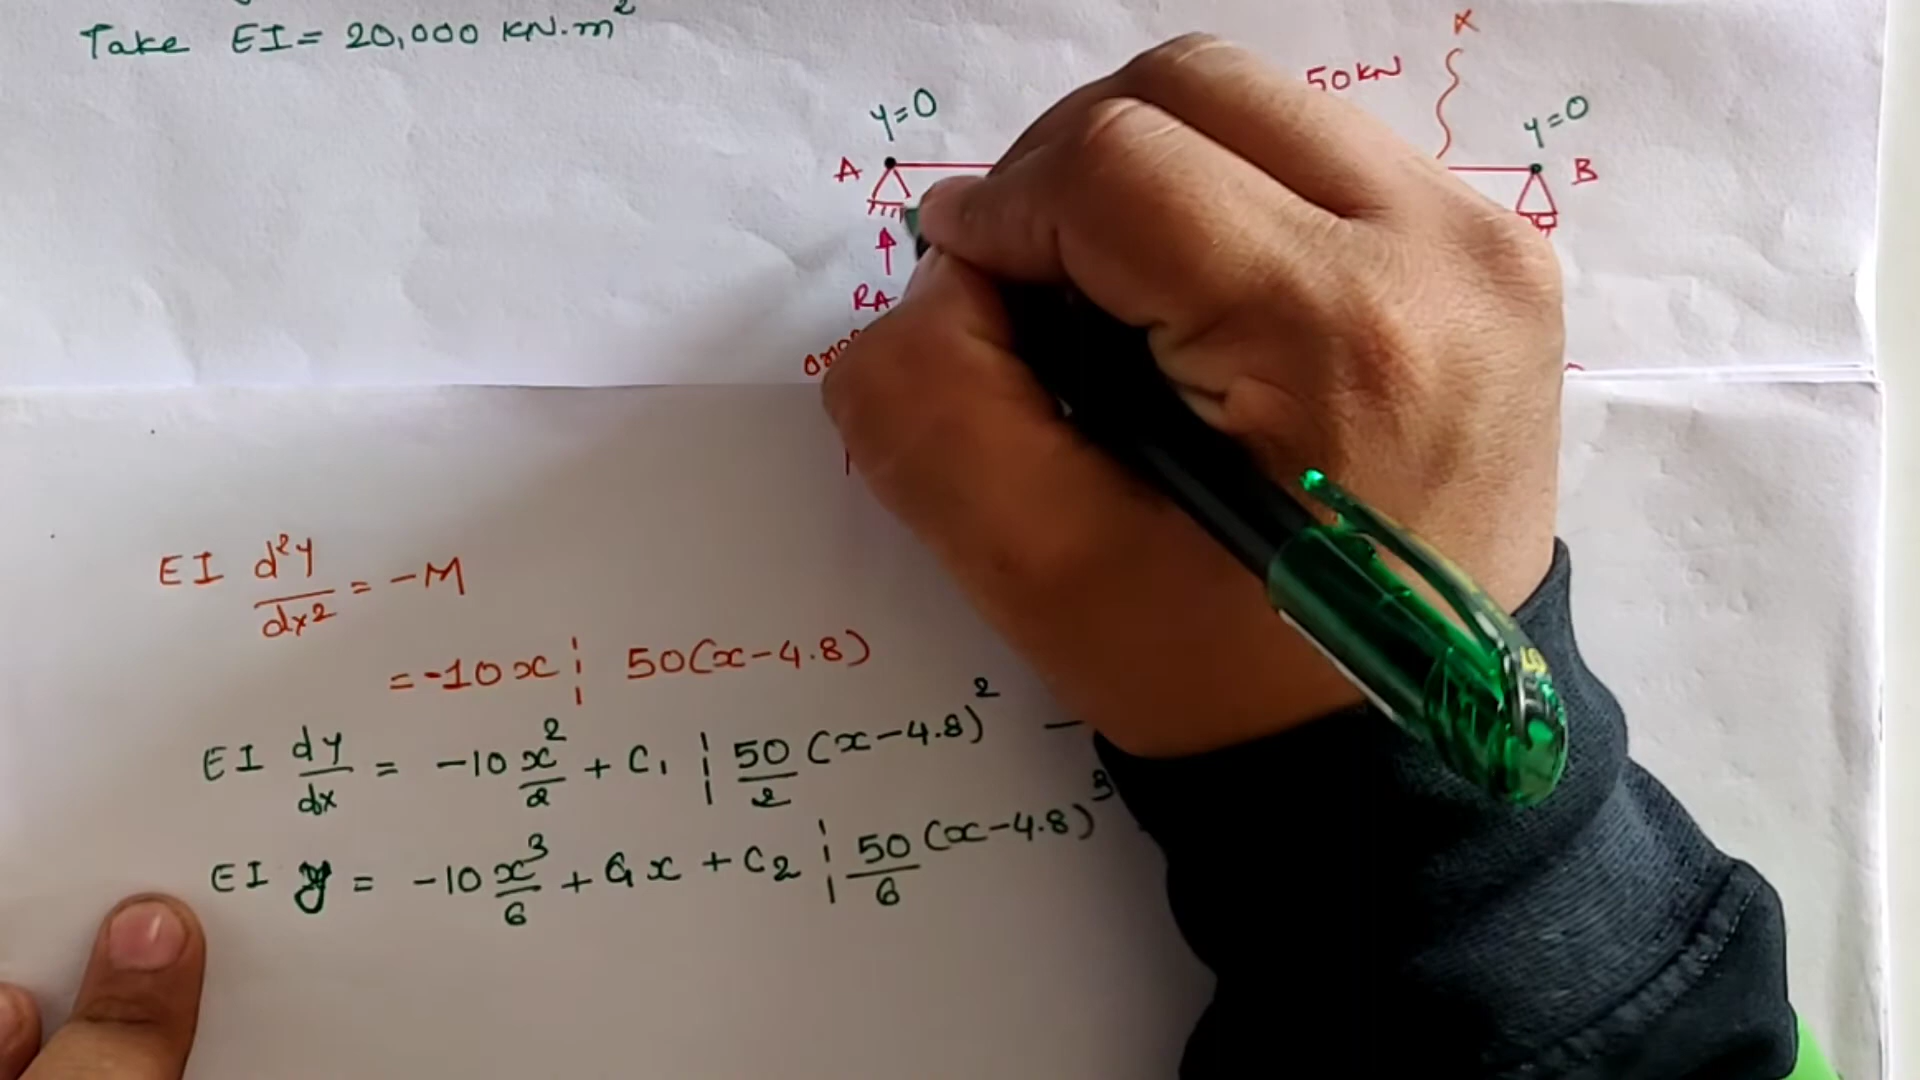 Take EI = 20,000 KN.m²
x
50 KN
y=0
y=0
A
B
RA
EI d²y/dx² = -M
= -10x ¦ 50(x-4.8)
EI dy/dx = -10 x²/2 + C₁ ¦ 50/2 (x-4.8)² —
EI y = -10 x³/6 + C₁x + C₂ ¦ 50/6 (x-4.8)³